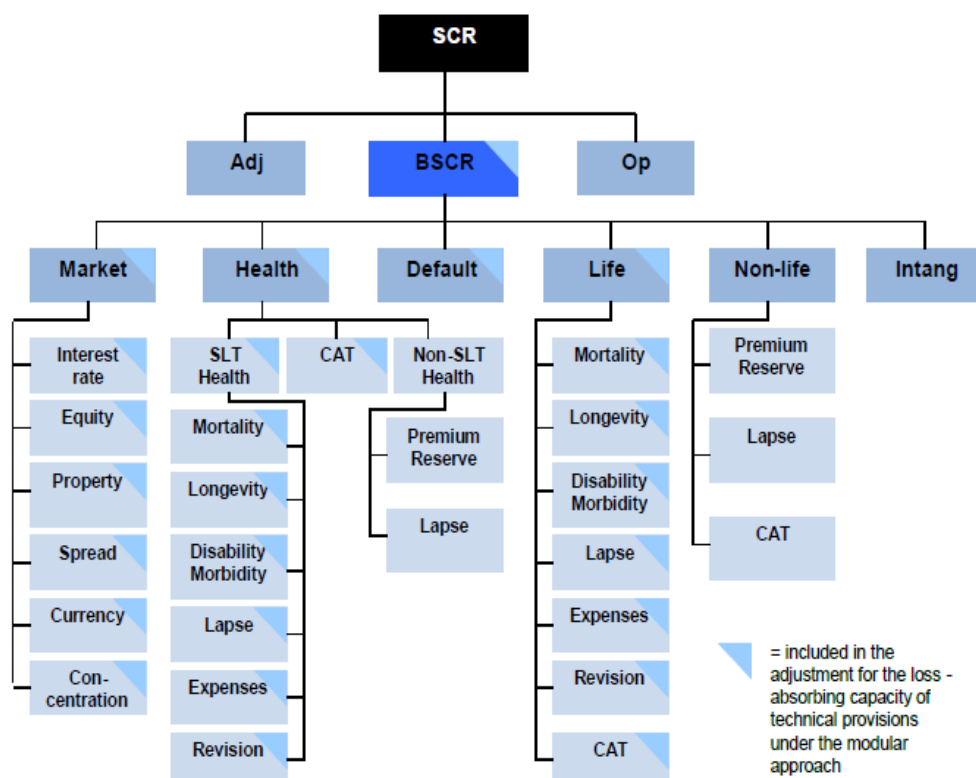 SCR
Adj
BSCR
Op
Market
Health
Default
Life
Non-life
Intang
Interest
rate
Equity
Property
Spread
Currency
Con-
centration
SLT
Health
CAT
Non-SLT
Health
Mortality
Longevity
Disability
Morbidity
Lapse
Expenses
Revision
Premium
Reserve
Lapse
Mortality
Longevity
Disability
Morbidity
Lapse
Expenses
Revision
CAT
Premium
Reserve
Lapse
CAT
= included in the
adjustment for the loss -
absorbing capacity of
technical provisions
under the modular
approach